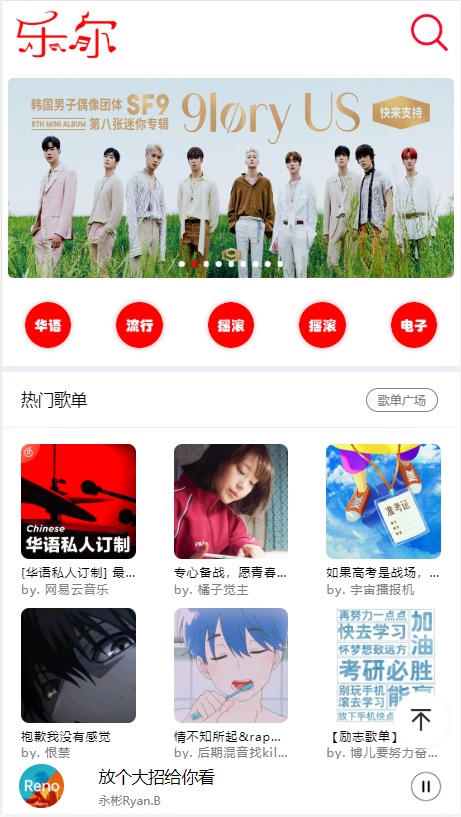 乐尔
韩国男子偶像团体 SF9
8TH MINI ALBUM 第八张迷你专辑
9løry US
快来支持
华语
流行
摇滚
摇滚
电子
热门歌单
歌单广场
Chinese
华语私人订制
准考证
[华语私人订制] 最...
专心备战，愿青春...
如果高考是战场，...
by. 网易云音乐
by. 橘子觉主
by. 宇宙播报机
再努力一点点
快去学习
加油
怀梦想致远方
考研必胜
别玩手机
滚去学习
放下手机快点
抱歉我没有感觉
情不知所起&rap...
【励志歌单】
by. 恨禁
by. 后期混音找kil...
by. 博儿要努力奋...
Reno
放个大招给你看
永彬Ryan.B